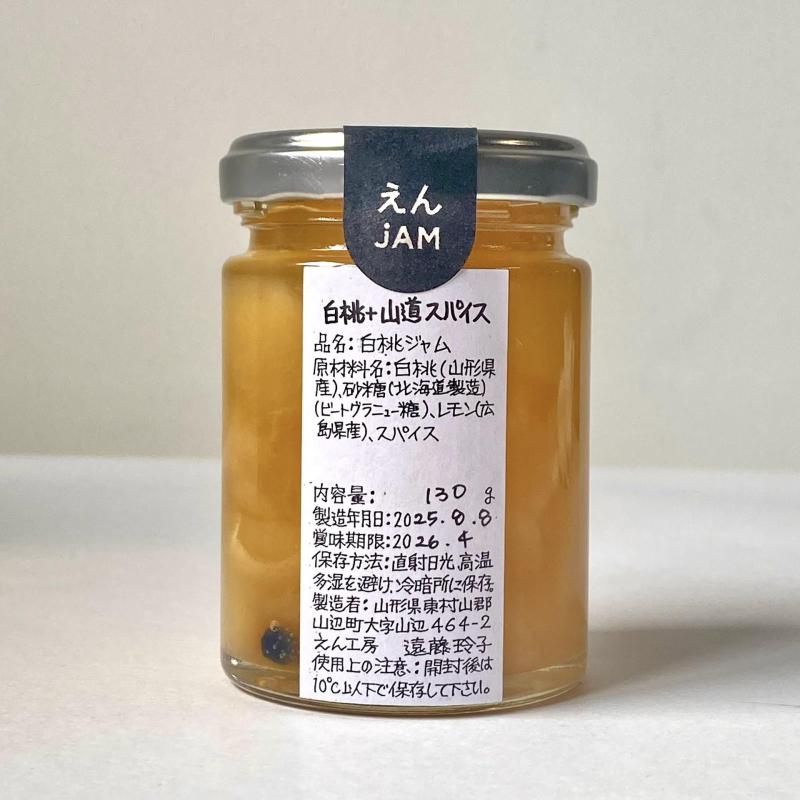 えん
jAM
白桃+山道スパイス
品名:白桃ジャム
原材料名:白桃(山形県
産)、砂糖(北海道製造)
(ビートグラニュー糖)、レモン(広
島県産)、スパイス
内容量: 130 g
製造年月日:2025.8.8
賞味期限:2026.4
保存方法:直射日光、高温
多湿を避け、冷暗所に保存。
製造者:山形県東村山郡
山辺町大字山辺464-2
えん工房 遠藤玲子
使用上の注意:開封後は
10℃以下で保存して下さい。